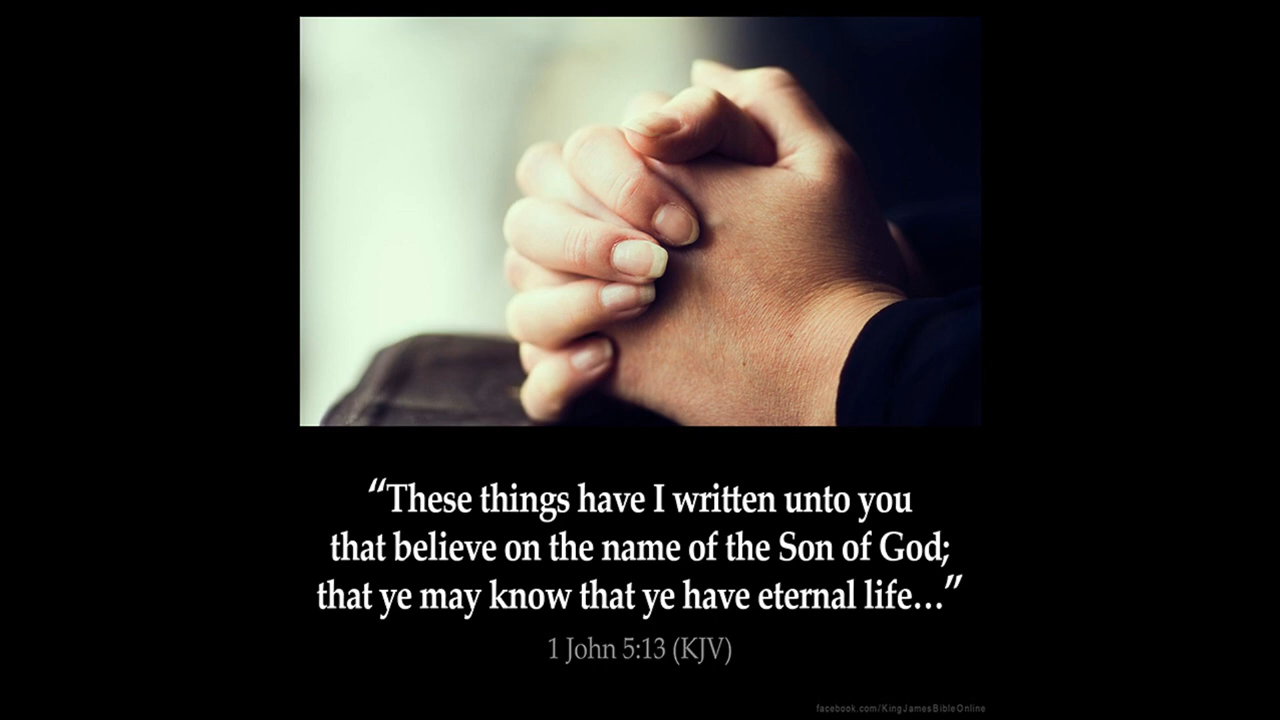 “These things have I written unto you
that believe on the name of the Son of God;
that ye may know that ye have eternal life...”
1 John 5:13 (KJV)
facebook.com/KingJamesBibleOnline